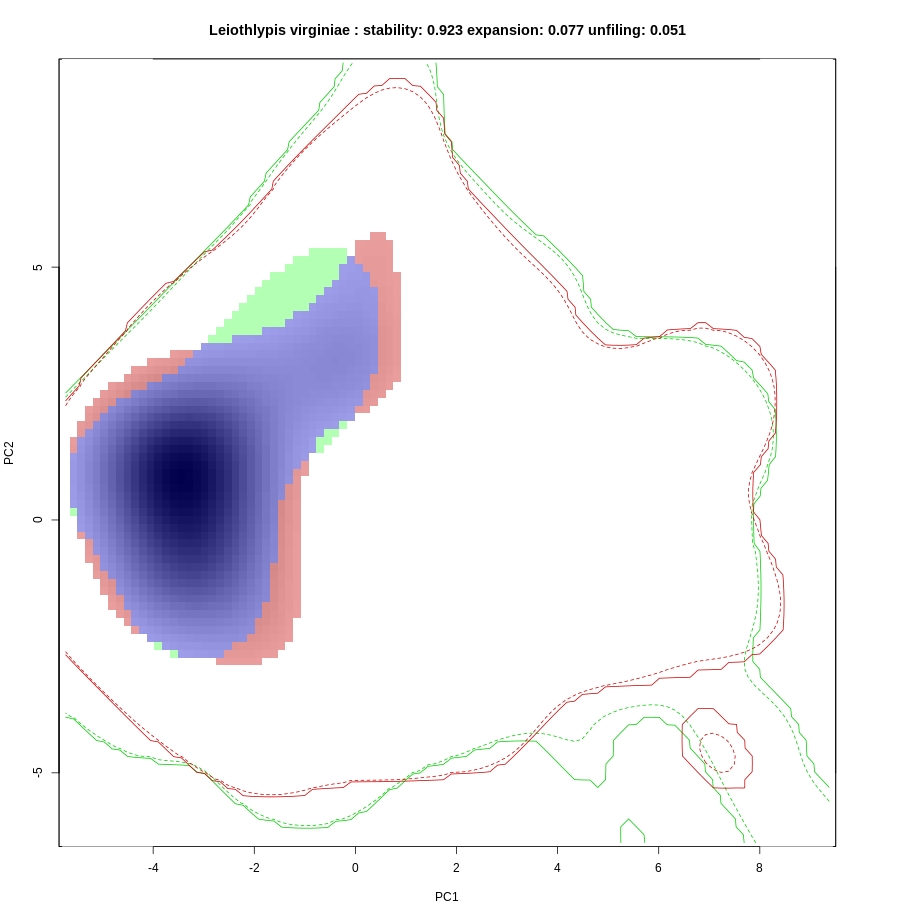 Leiothlypis virginiae : stability: 0.923 expansion: 0.077 unfiling: 0.051
5
0
-5
PC2
-4 -2 0 2 4 6 8
PC1